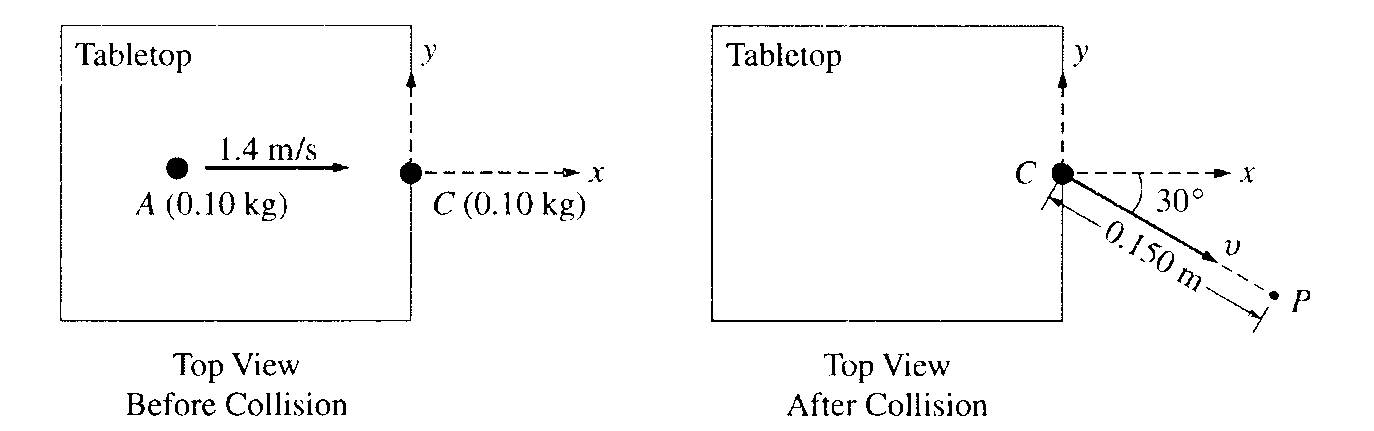 Tabletop
y
1.4 m/s
x
A (0.10 kg)
C (0.10 kg)
Top View
Before Collision
Tabletop
y
C
x
30°
0.150 m
υ
P
Top View
After Collision